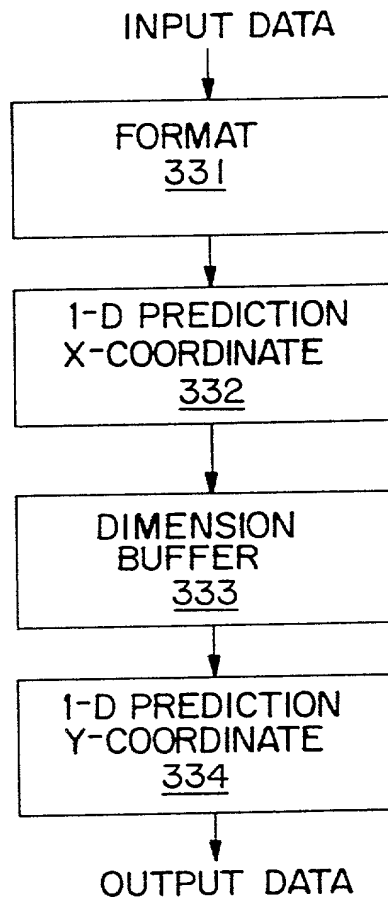 INPUT DATA
FORMAT
331
1-D PREDICTION
X-COORDINATE
332
DIMENSION
BUFFER
333
1-D PREDICTION
Y-COORDINATE
334
OUTPUT DATA